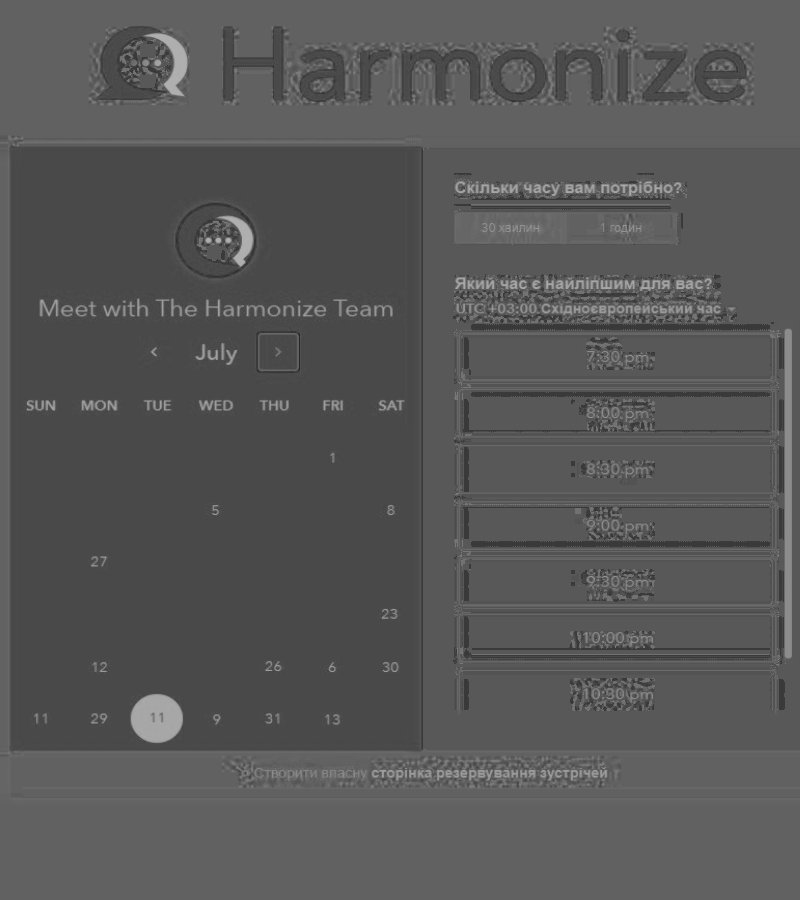 Harmonize
Meet with The Harmonize Team
July
SUN MON TUE WED THU FRI SAT
1
5 8
27
23
12 26 6 30
11 29 11 9 31 13
Скільки часу вам потрібно?
30 хвилин 1 годин
Який час є найліпшим для вас?
UTC +03:00 Східноєвропейський час
7:30 pm
8:00 pm
8:30 pm
9:00 pm
9:30 pm
10:00 pm
10:30 pm
Створити власну сторінка резервування зустрічей